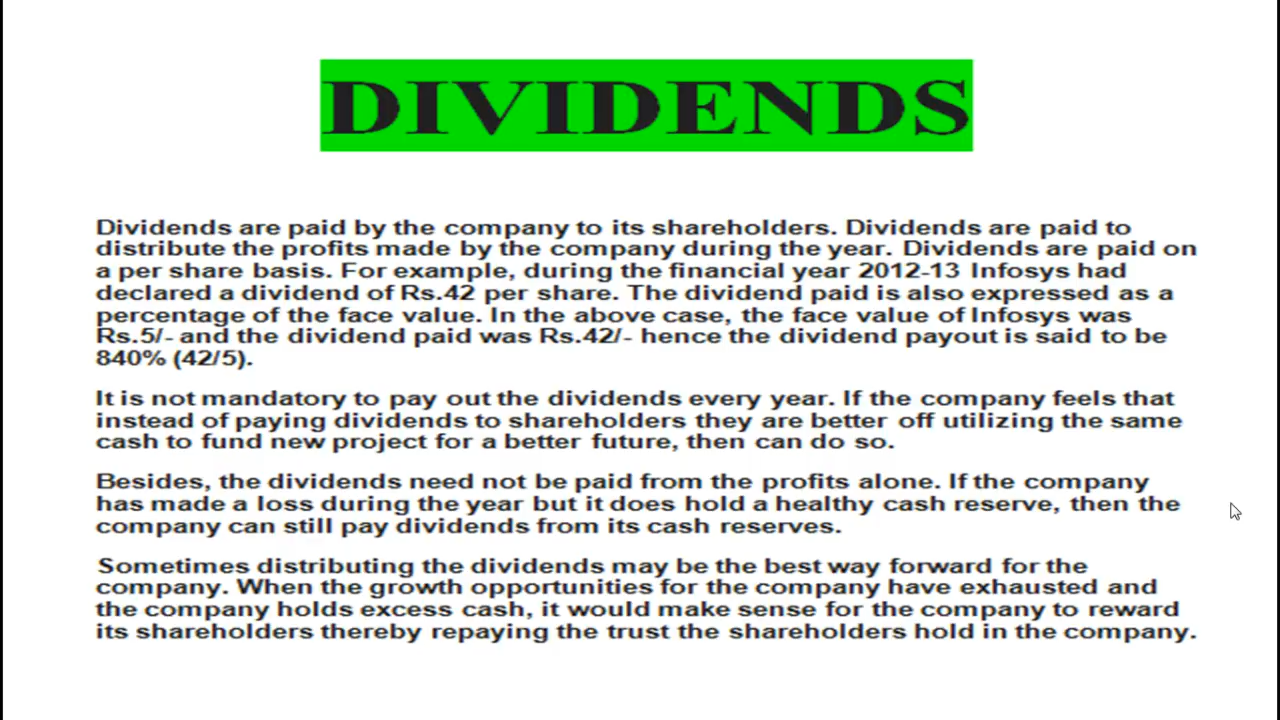 DIVIDENDS
Dividends are paid by the company to its shareholders. Dividends are paid to
distribute the profits made by the company during the year. Dividends are paid on
a per share basis. For example, during the financial year 2012-13 Infosys had
declared a dividend of Rs.42 per share. The dividend paid is also expressed as a
percentage of the face value. In the above case, the face value of Infosys was
Rs.5/- and the dividend paid was Rs.42/- hence the dividend payout is said to be
840% (42/5).
It is not mandatory to pay out the dividends every year. If the company feels that
instead of paying dividends to shareholders they are better off utilizing the same
cash to fund new project for a better future, then can do so.
Besides, the dividends need not be paid from the profits alone. If the company
has made a loss during the year but it does hold a healthy cash reserve, then the
company can still pay dividends from its cash reserves.
Sometimes distributing the dividends may be the best way forward for the
company. When the growth opportunities for the company have exhausted and
the company holds excess cash, it would make sense for the company to reward
its shareholders thereby repaying the trust the shareholders hold in the company.